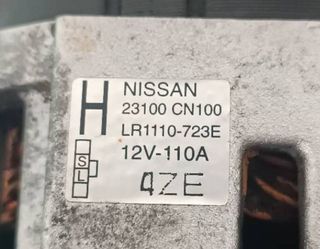 H NISSAN
23100 CN100
LR1110-723E
12V-110A
S
L
4ZE